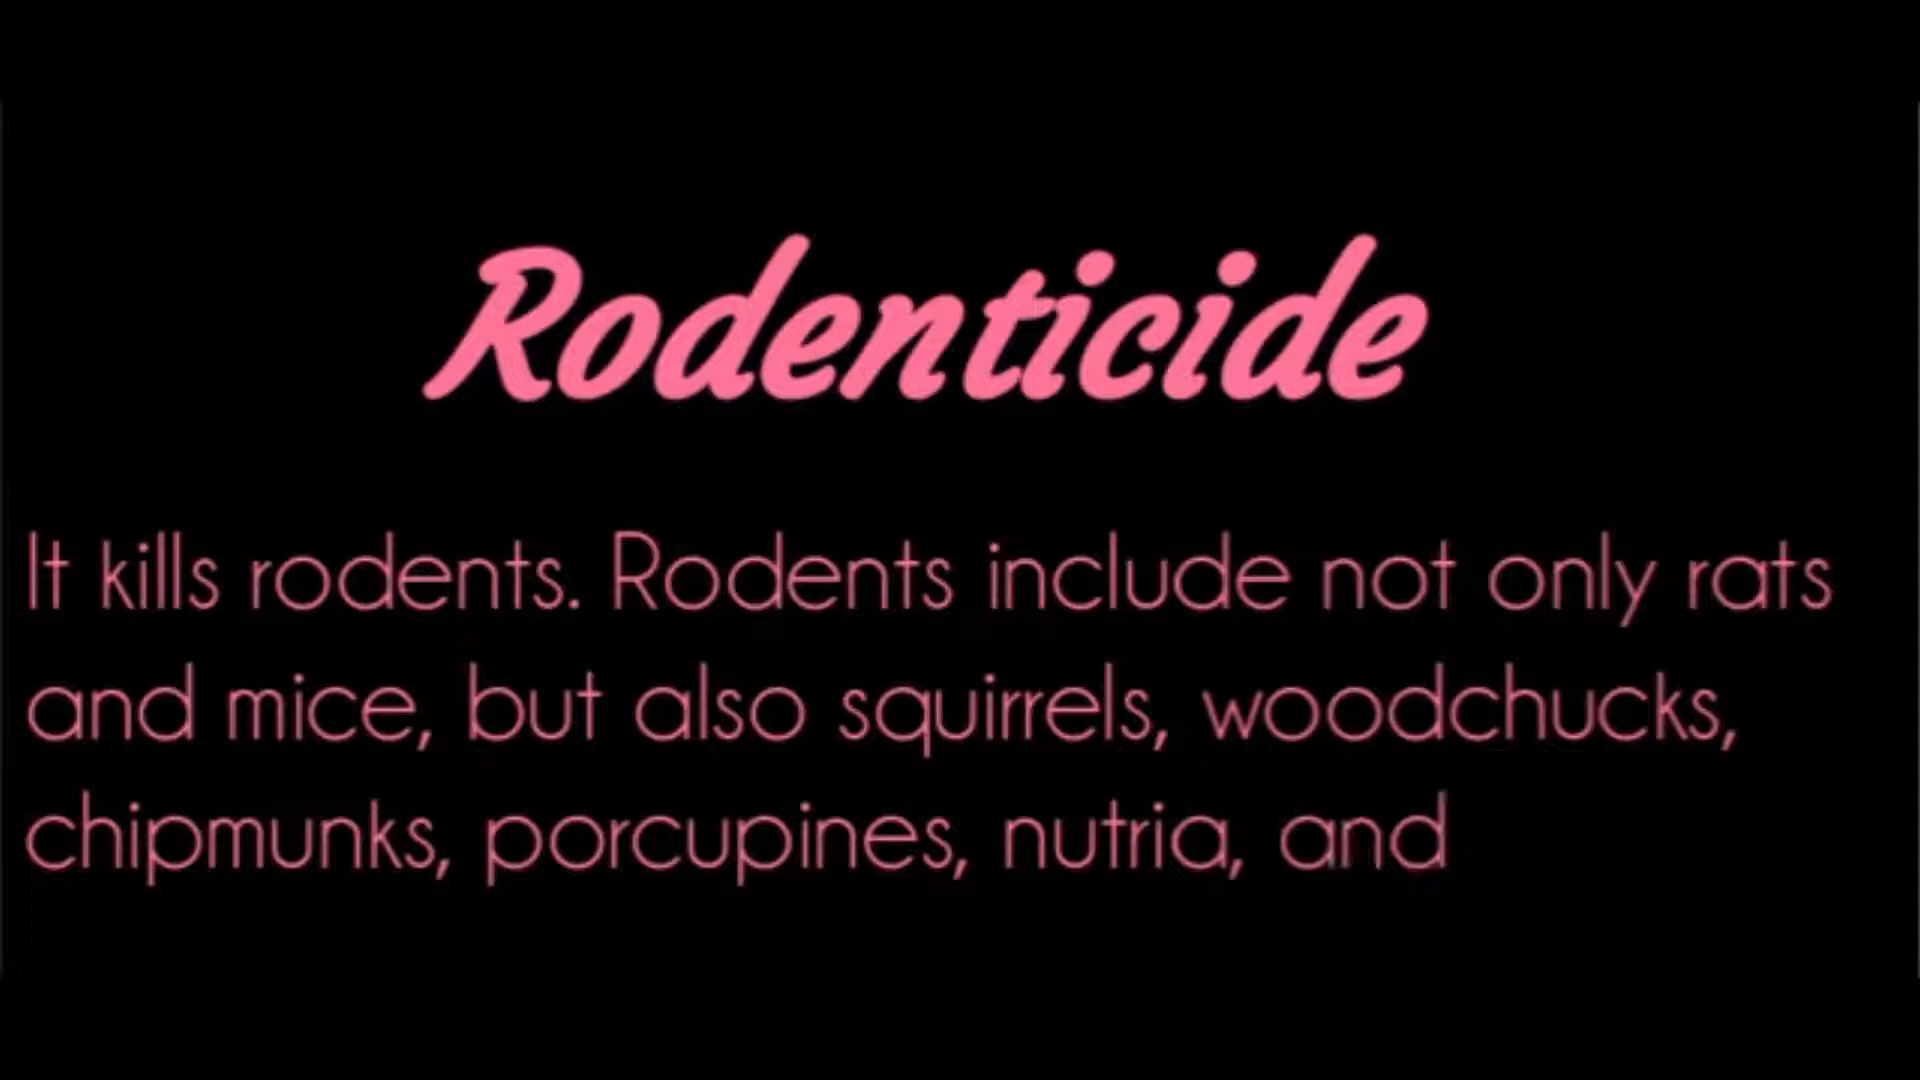 Rodenticide
It kills rodents. Rodents include not only rats
and mice, but also squirrels, woodchucks,
chipmunks, porcupines, nutria, and